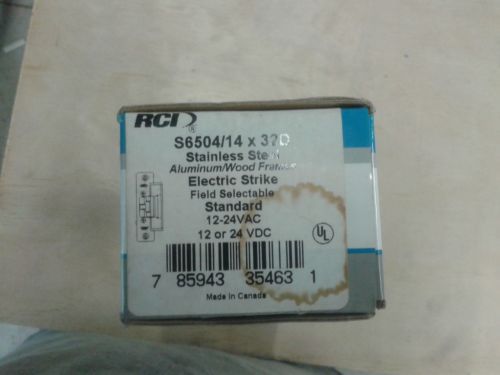 RCI ®
S6504/14 x 32D
Stainless Steel
Aluminum/Wood Frames
Electric Strike
Field Selectable
Standard
12-24VAC
12 or 24 VDC
UL
7 85943 35463 1
Made In Canada